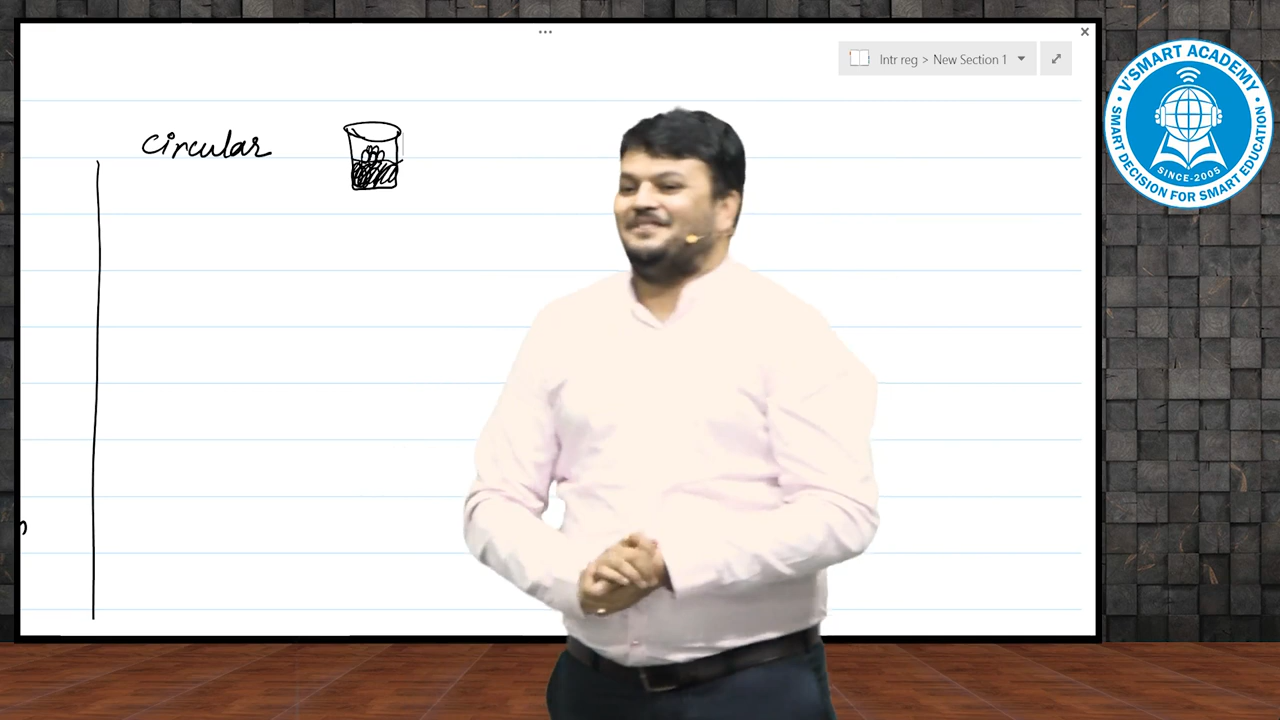 Intr reg > New Section 1
circular
V'SMART ACADEMY
SINCE-2005
SMART DECISION FOR SMART EDUCATION